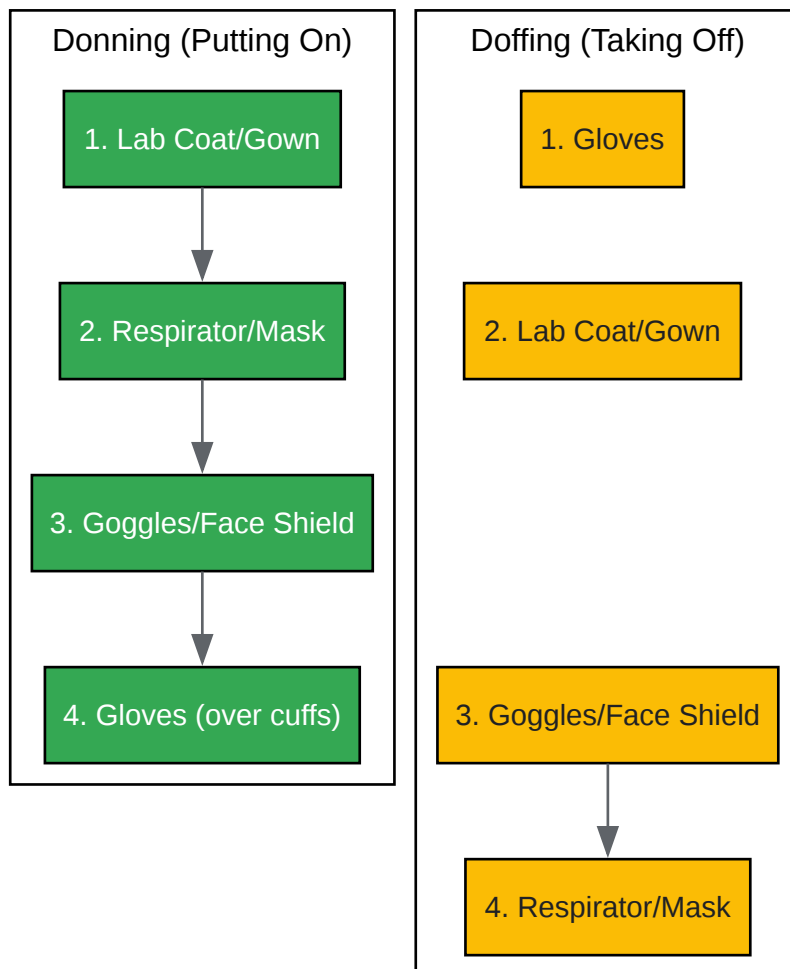 Donning (Putting On)
1. Lab Coat/Gown
2. Respirator/Mask
3. Goggles/Face Shield
4. Gloves (over cuffs)
Doffing (Taking Off)
1. Gloves
2. Lab Coat/Gown
3. Goggles/Face Shield
4. Respirator/Mask